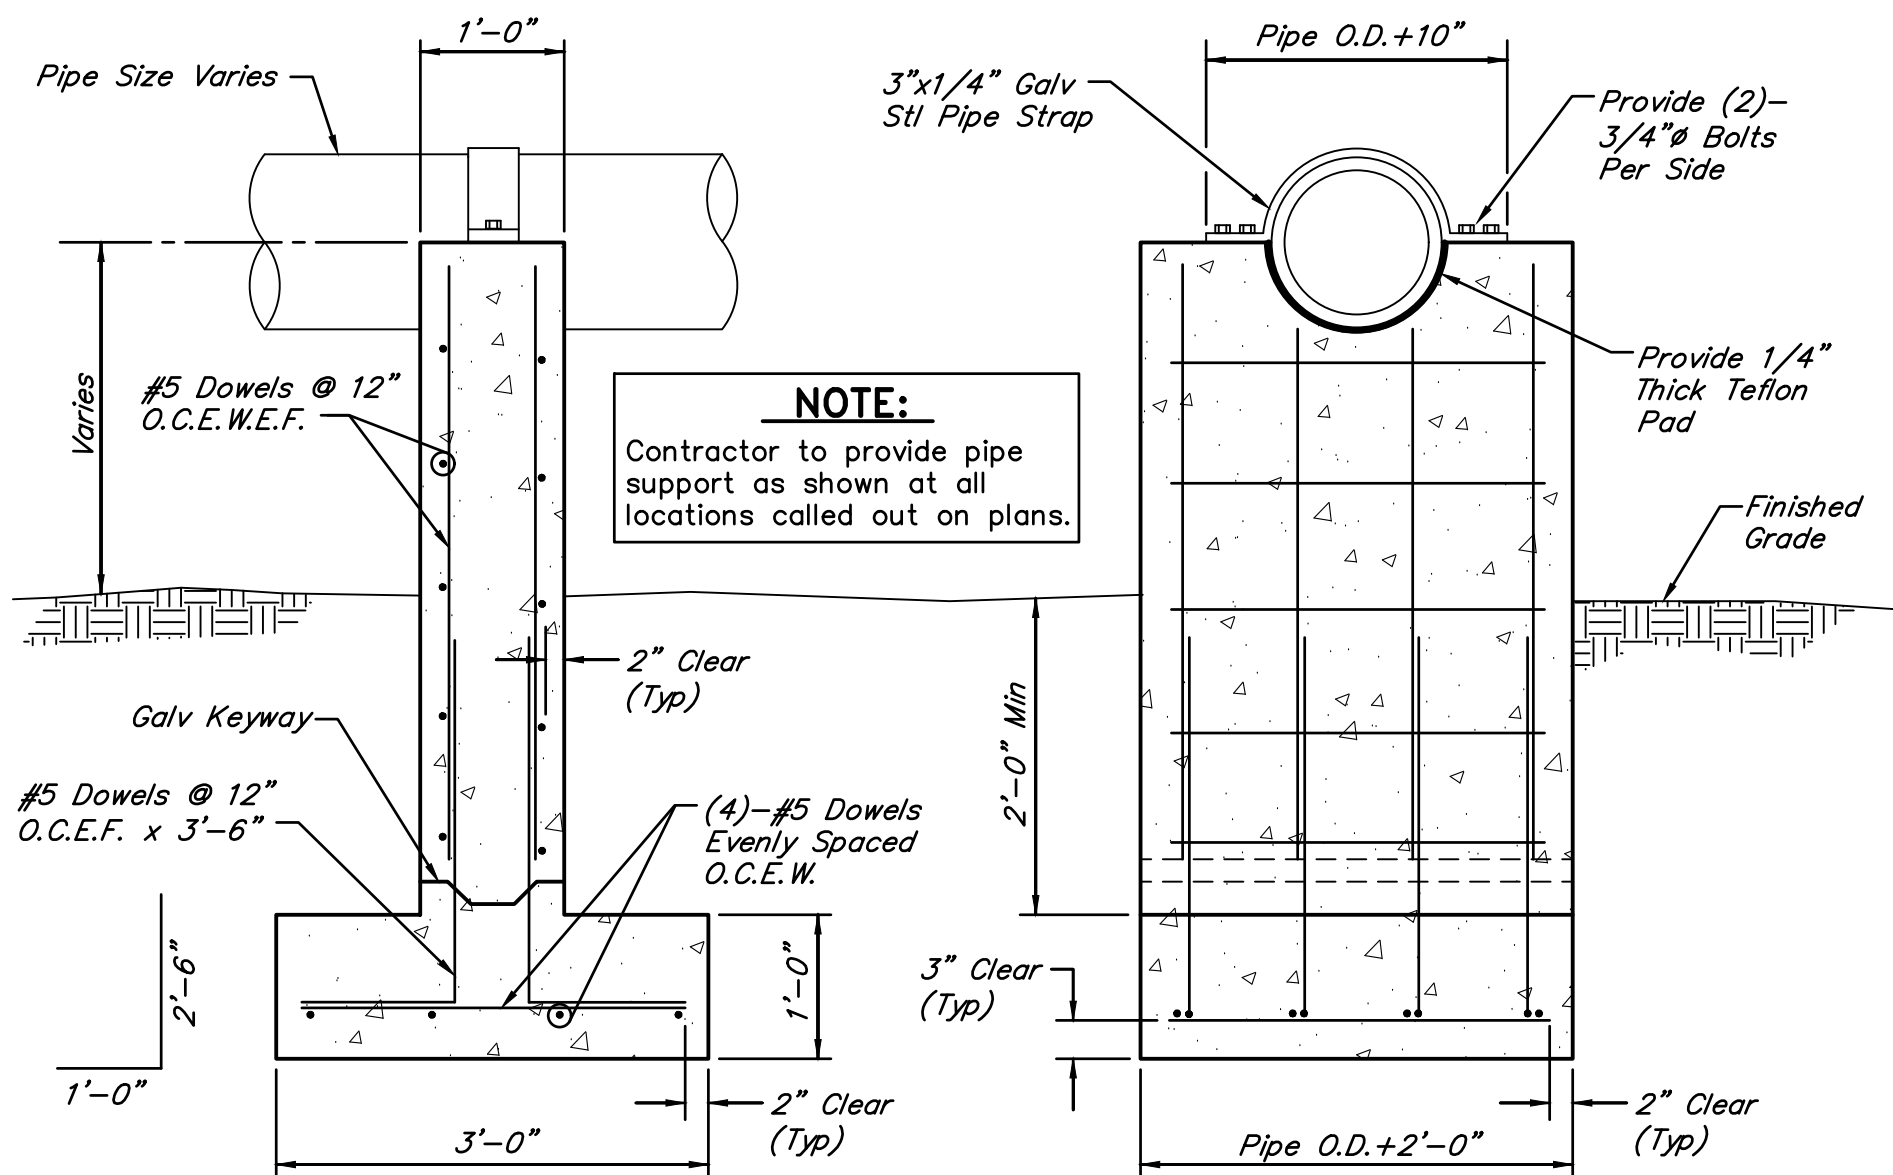 1'-0"
Pipe O.D.+10"
Pipe Size Varies
3"x1/4" Galv
Stl Pipe Strap
Provide (2)-
3/4"ø Bolts
Per Side
Varies
#5 Dowels @ 12"
O.C.E.W.E.F.
NOTE:
Contractor to provide pipe
support as shown at all
locations called out on plans.
Provide 1/4"
Thick Teflon
Pad
Finished
Grade
2" Clear
(Typ)
Galv Keyway
2'-0" Min
#5 Dowels @ 12"
O.C.E.F. x 3'-6"
(4)-#5 Dowels
Evenly Spaced
O.C.E.W.
2'-6"
1'-0"
1'-0"
3" Clear
(Typ)
2" Clear
(Typ)
3'-0"
2" Clear
(Typ)
Pipe O.D.+2'-0"